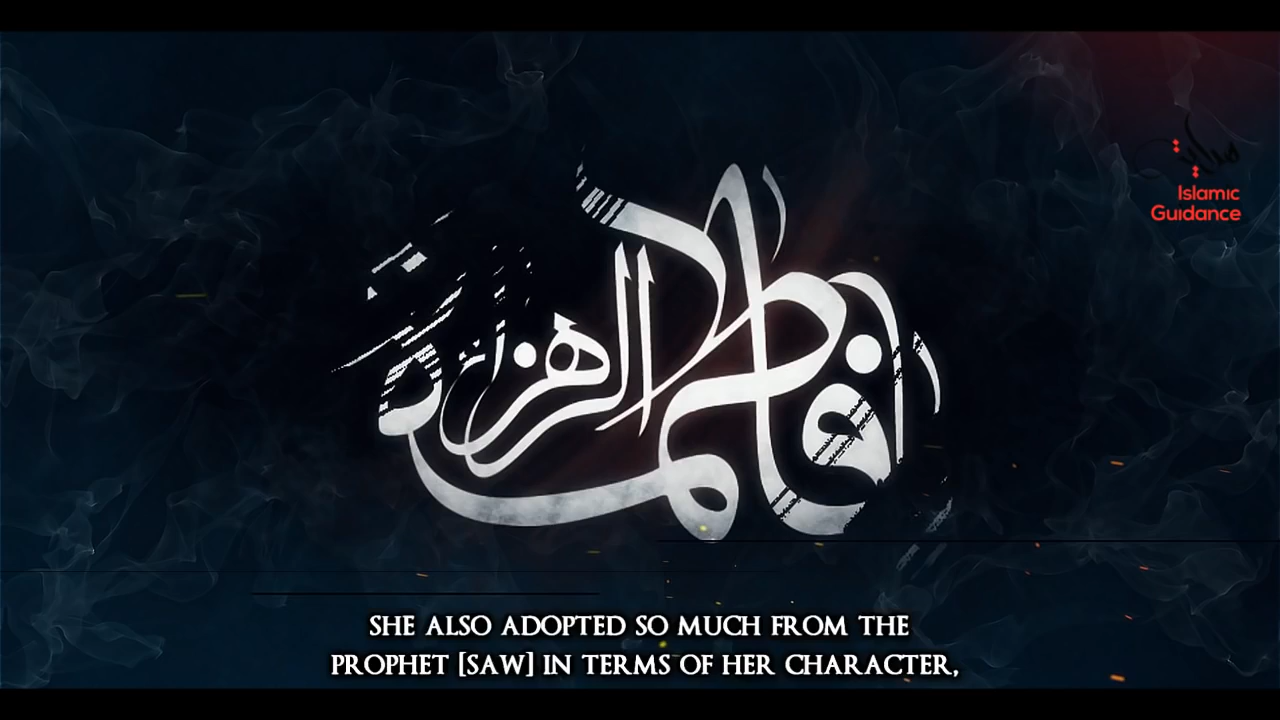 فاطمة الزهراء
Islamic
Guidance
SHE ALSO ADOPTED SO MUCH FROM THE
PROPHET [SAW] IN TERMS OF HER CHARACTER,